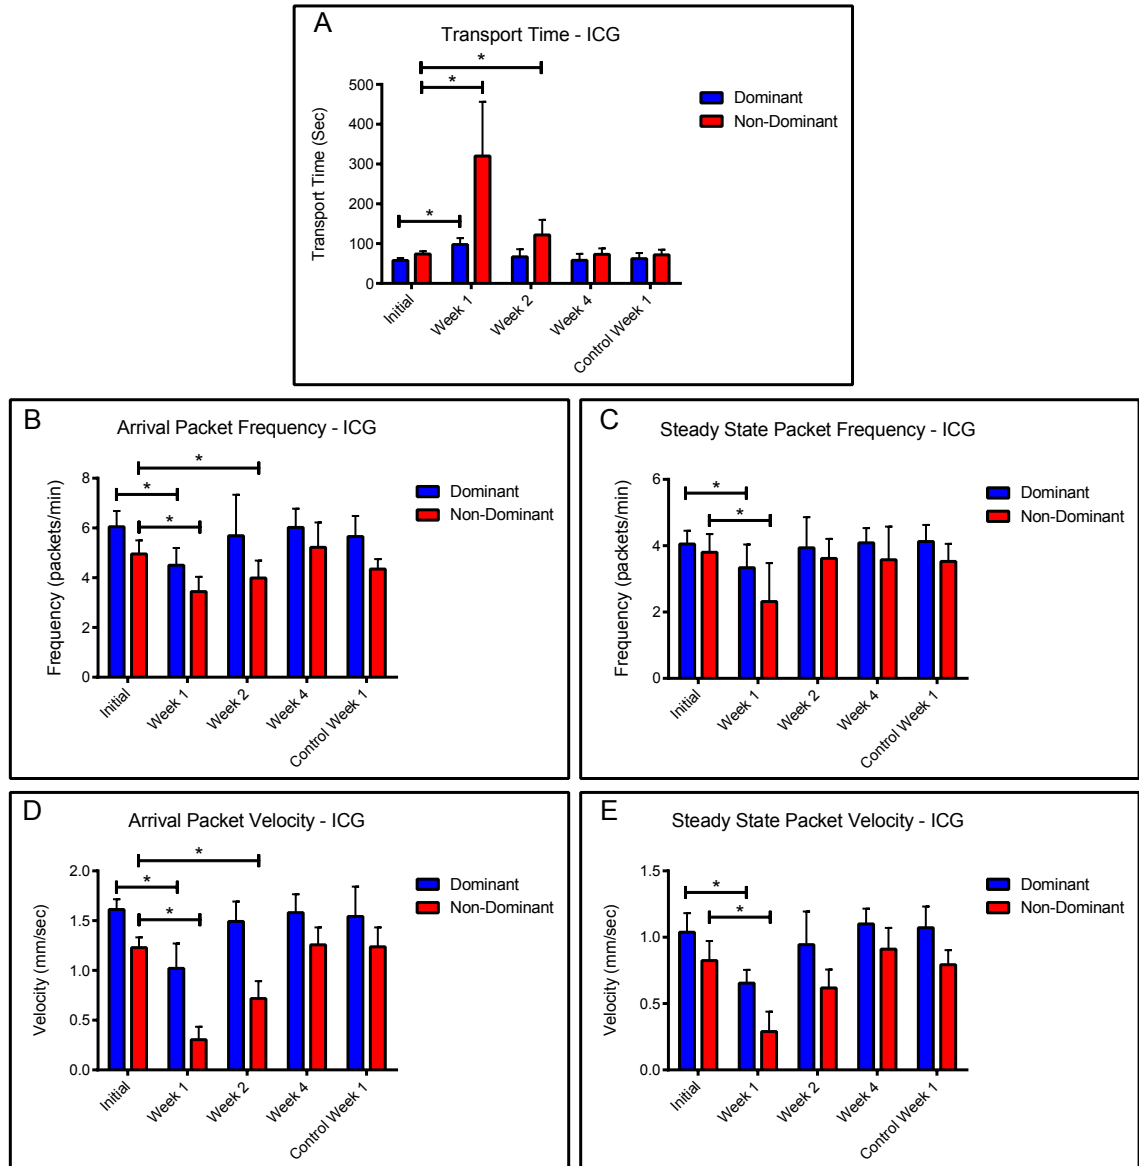 A
Transport Time - ICG
*
*
*
500
400
300
200
100
0
Transport Time (Sec)
Initial
Week 1
Week 2
Week 4
Control Week 1
Dominant
Non-Dominant
B
Arrival Packet Frequency - ICG
*
*
*
8
6
4
2
0
Frequency (packets/min)
Initial
Week 1
Week 2
Week 4
Control Week 1
Dominant
Non-Dominant
C
Steady State Packet Frequency - ICG
*
*
6
4
2
0
Frequency (packets/min)
Initial
Week 1
Week 2
Week 4
Control Week 1
Dominant
Non-Dominant
D
Arrival Packet Velocity - ICG
*
*
*
2.0
1.5
1.0
0.5
0.0
Velocity (mm/sec)
Initial
Week 1
Week 2
Week 4
Control Week 1
Dominant
Non-Dominant
E
Steady State Packet Velocity - ICG
*
*
1.5
1.0
0.5
0.0
Velocity (mm/sec)
Initial
Week 1
Week 2
Week 4
Control Week 1
Dominant
Non-Dominant